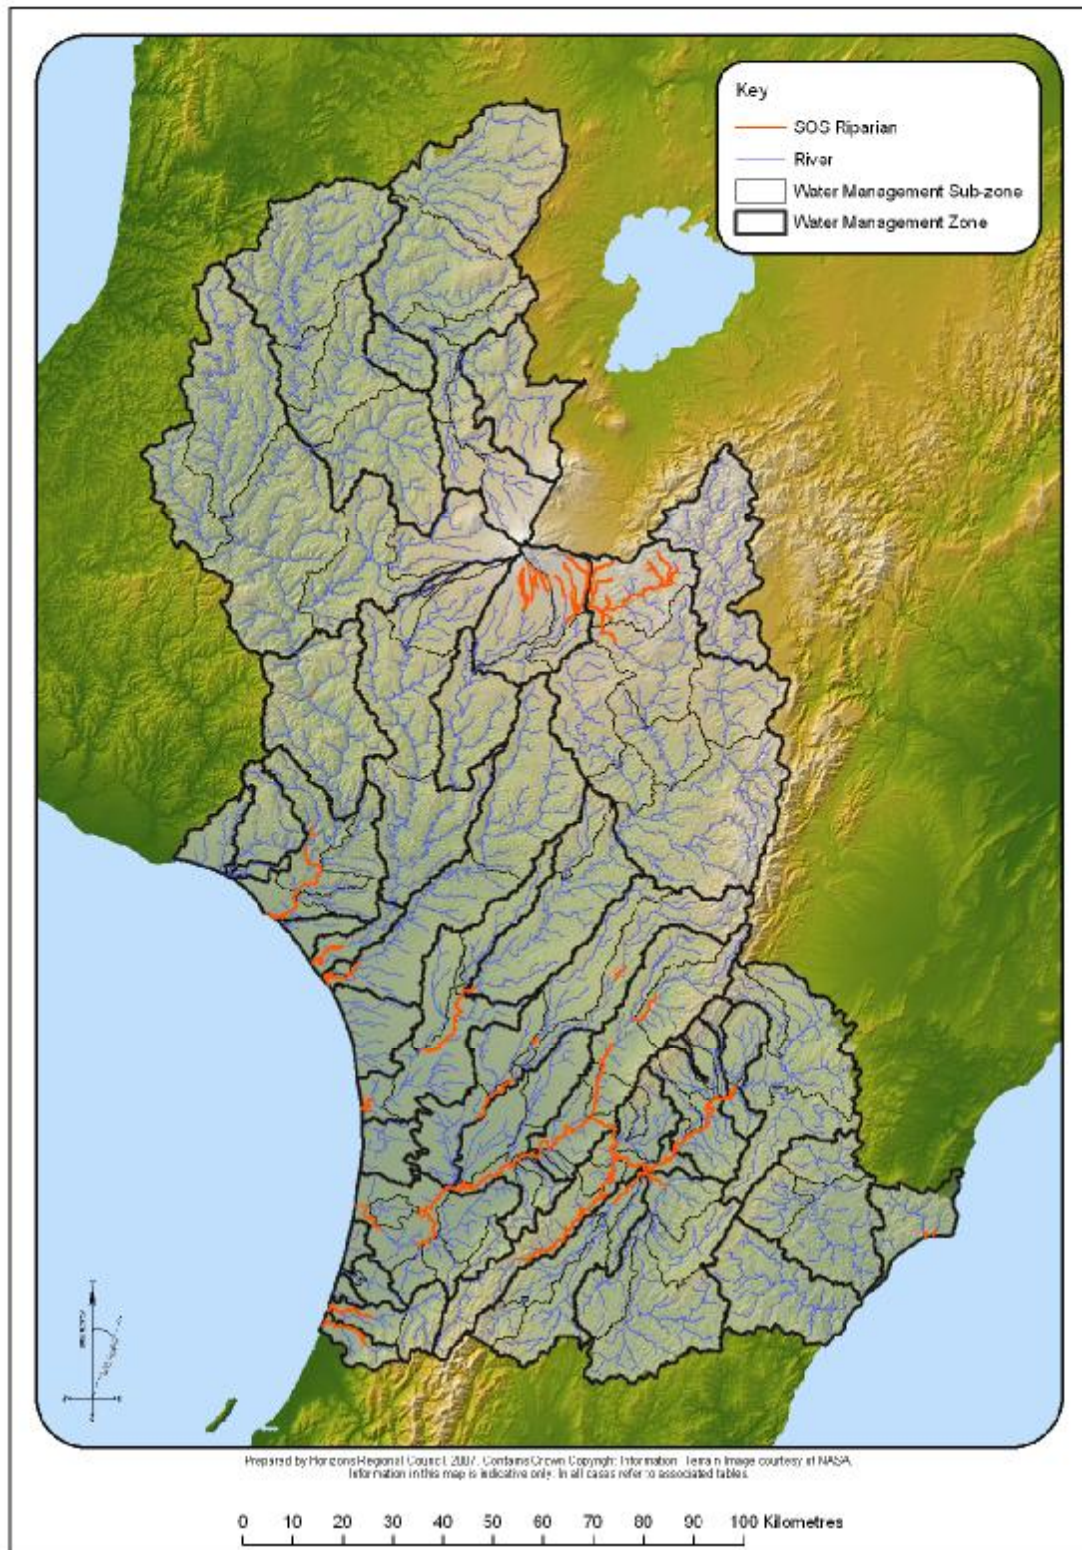 Key
SOS Riparian
River
Water Management Sub-zone
Water Management Zone
Prepared by Horizons Regional Council, 2007. Contains Crown Copyright Information. Terrain Image courtesy of NASA.
Information in this map is indicative only. In all cases refer to associated tables.
0 10 20 30 40 50 60 70 80 90 100 Kilometres